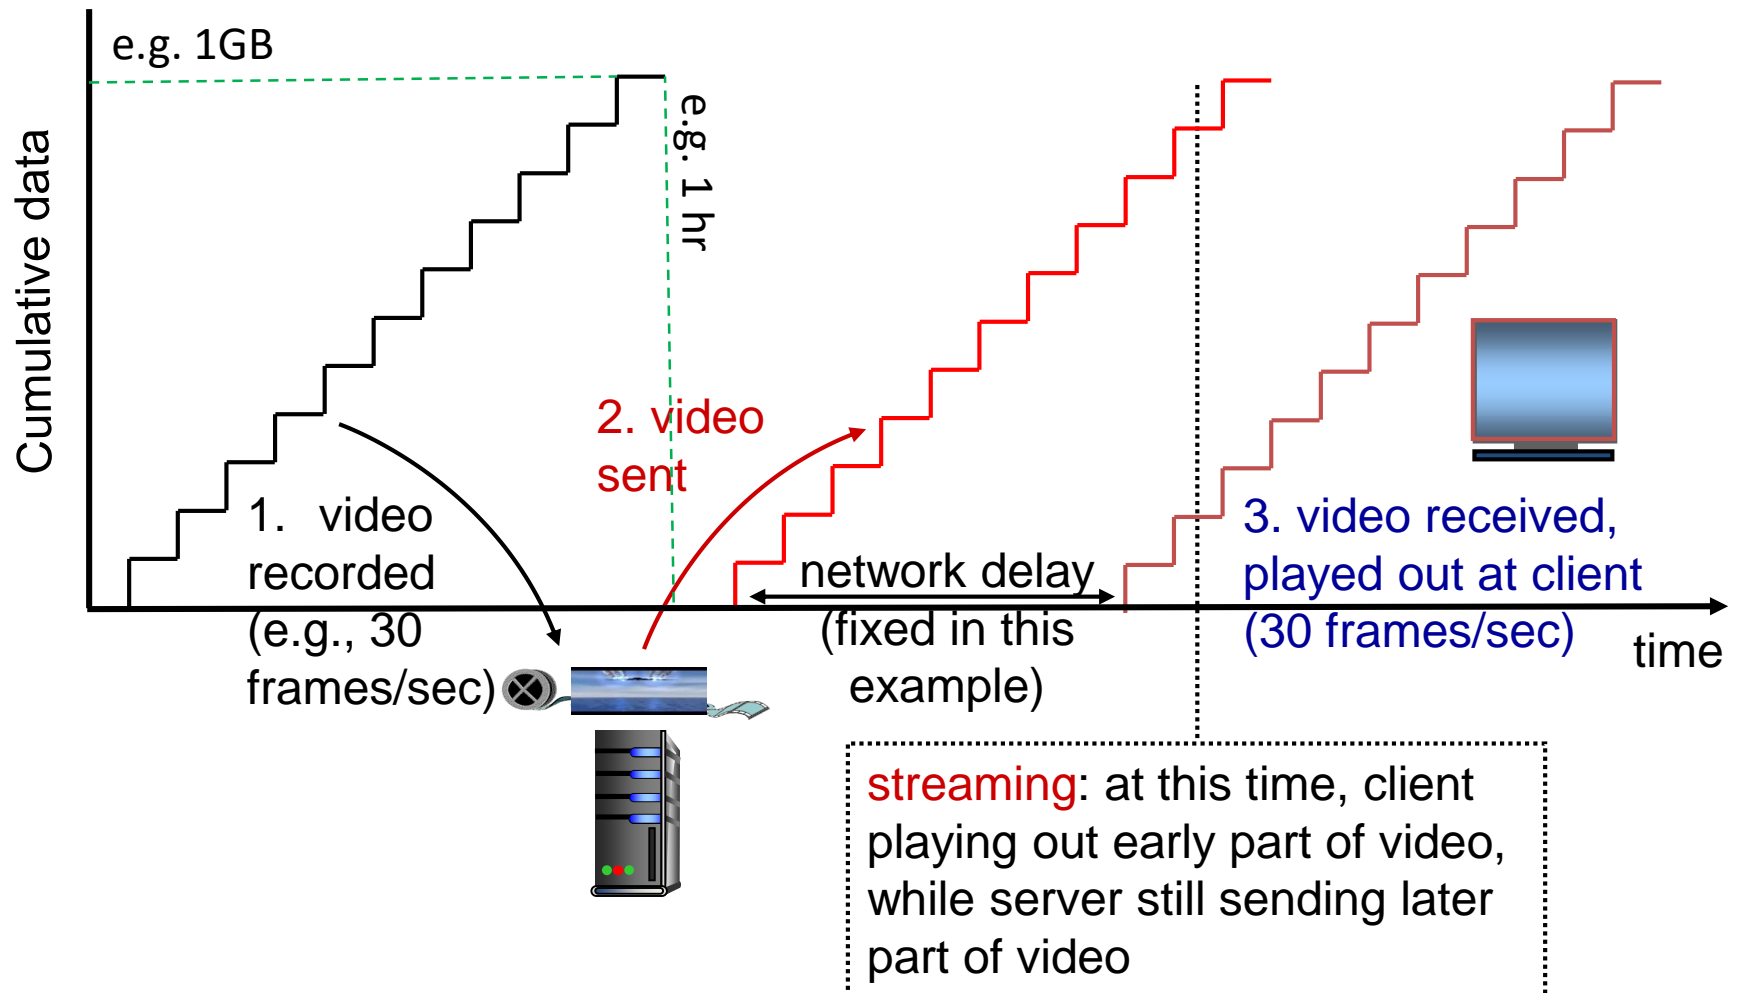 e.g. 1GB
Cumulative data
e.g. 1 hr
1. video
recorded
(e.g., 30
frames/sec)
2. video
sent
network delay
(fixed in this
example)
3. video received,
played out at client
(30 frames/sec)
time
streaming: at this time, client
playing out early part of video,
while server still sending later
part of video